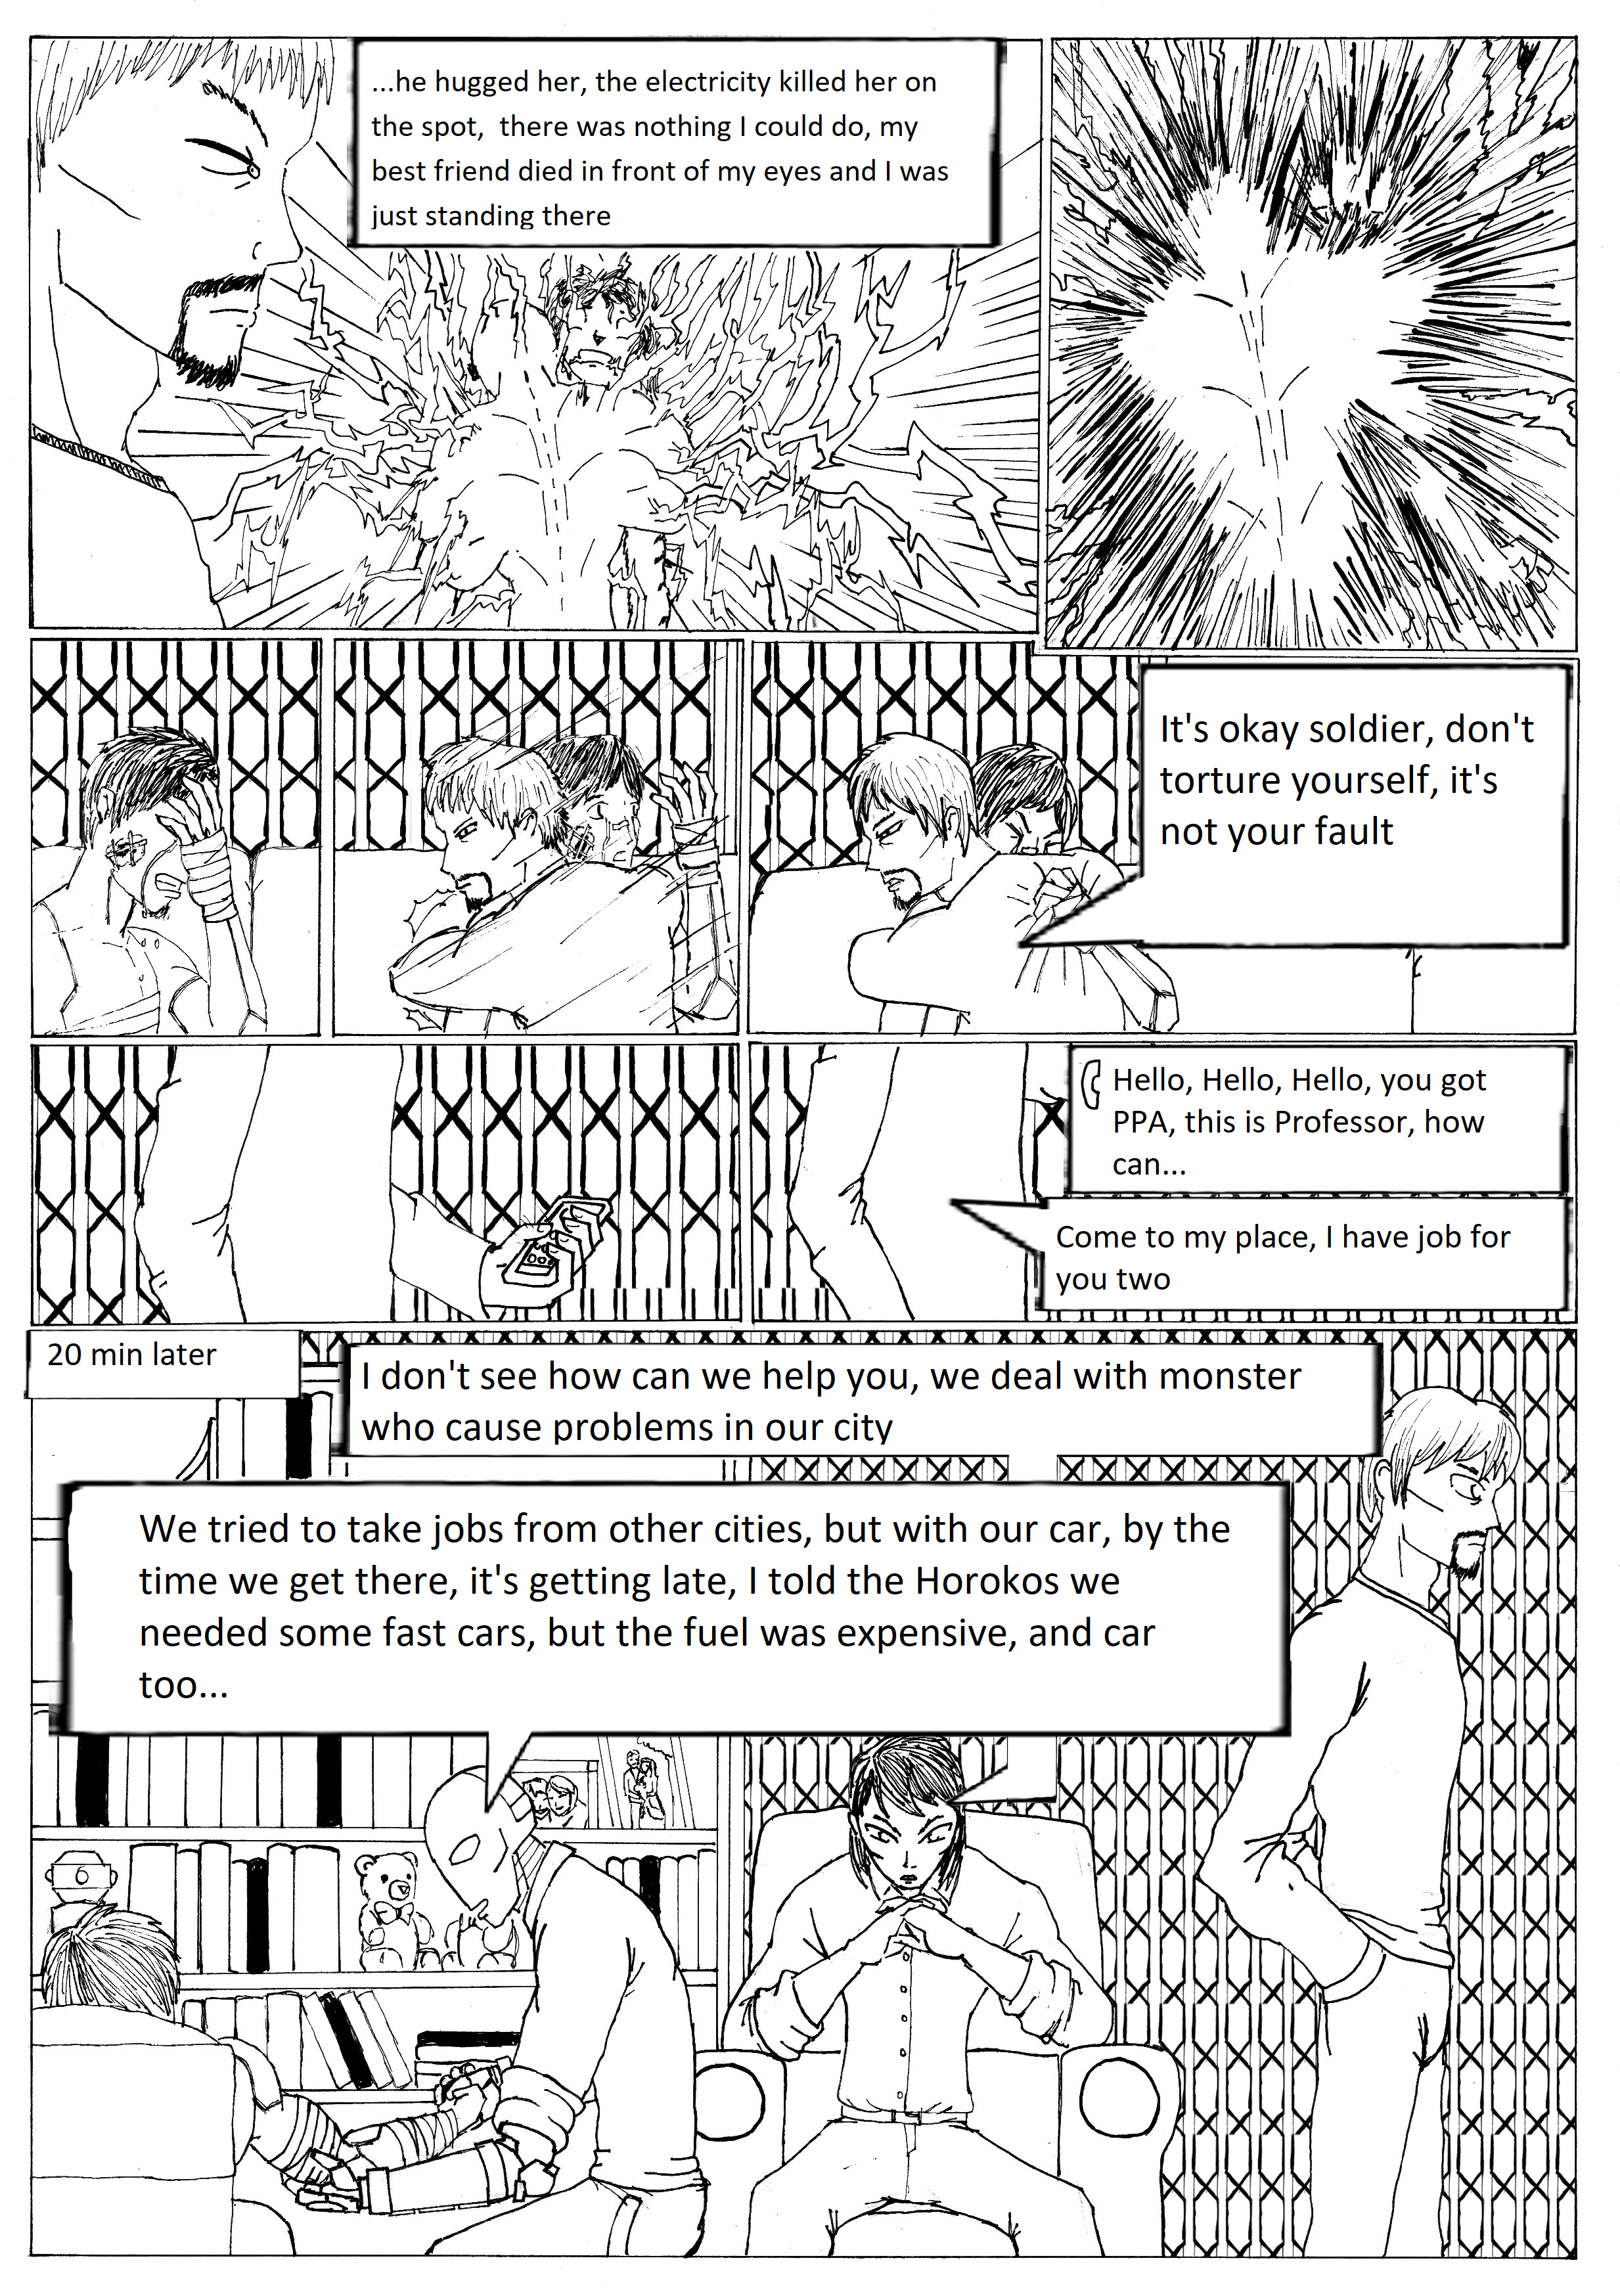 ...he hugged her, the electricity killed her on
the spot,  there was nothing I could do, my
best friend died in front of my eyes and I was
just standing there
It's okay soldier, don't
torture yourself, it's
not your fault
Hello, Hello, Hello, you got
PPA, this is Professor, how
can...
Come to my place, I have job for
you two
20 min later
I don't see how can we help you, we deal with monster
who cause problems in our city
We tried to take jobs from other cities, but with our car, by the
time we get there, it's getting late, I told the Horokos we
needed some fast cars, but the fuel was expensive, and car
too...
6